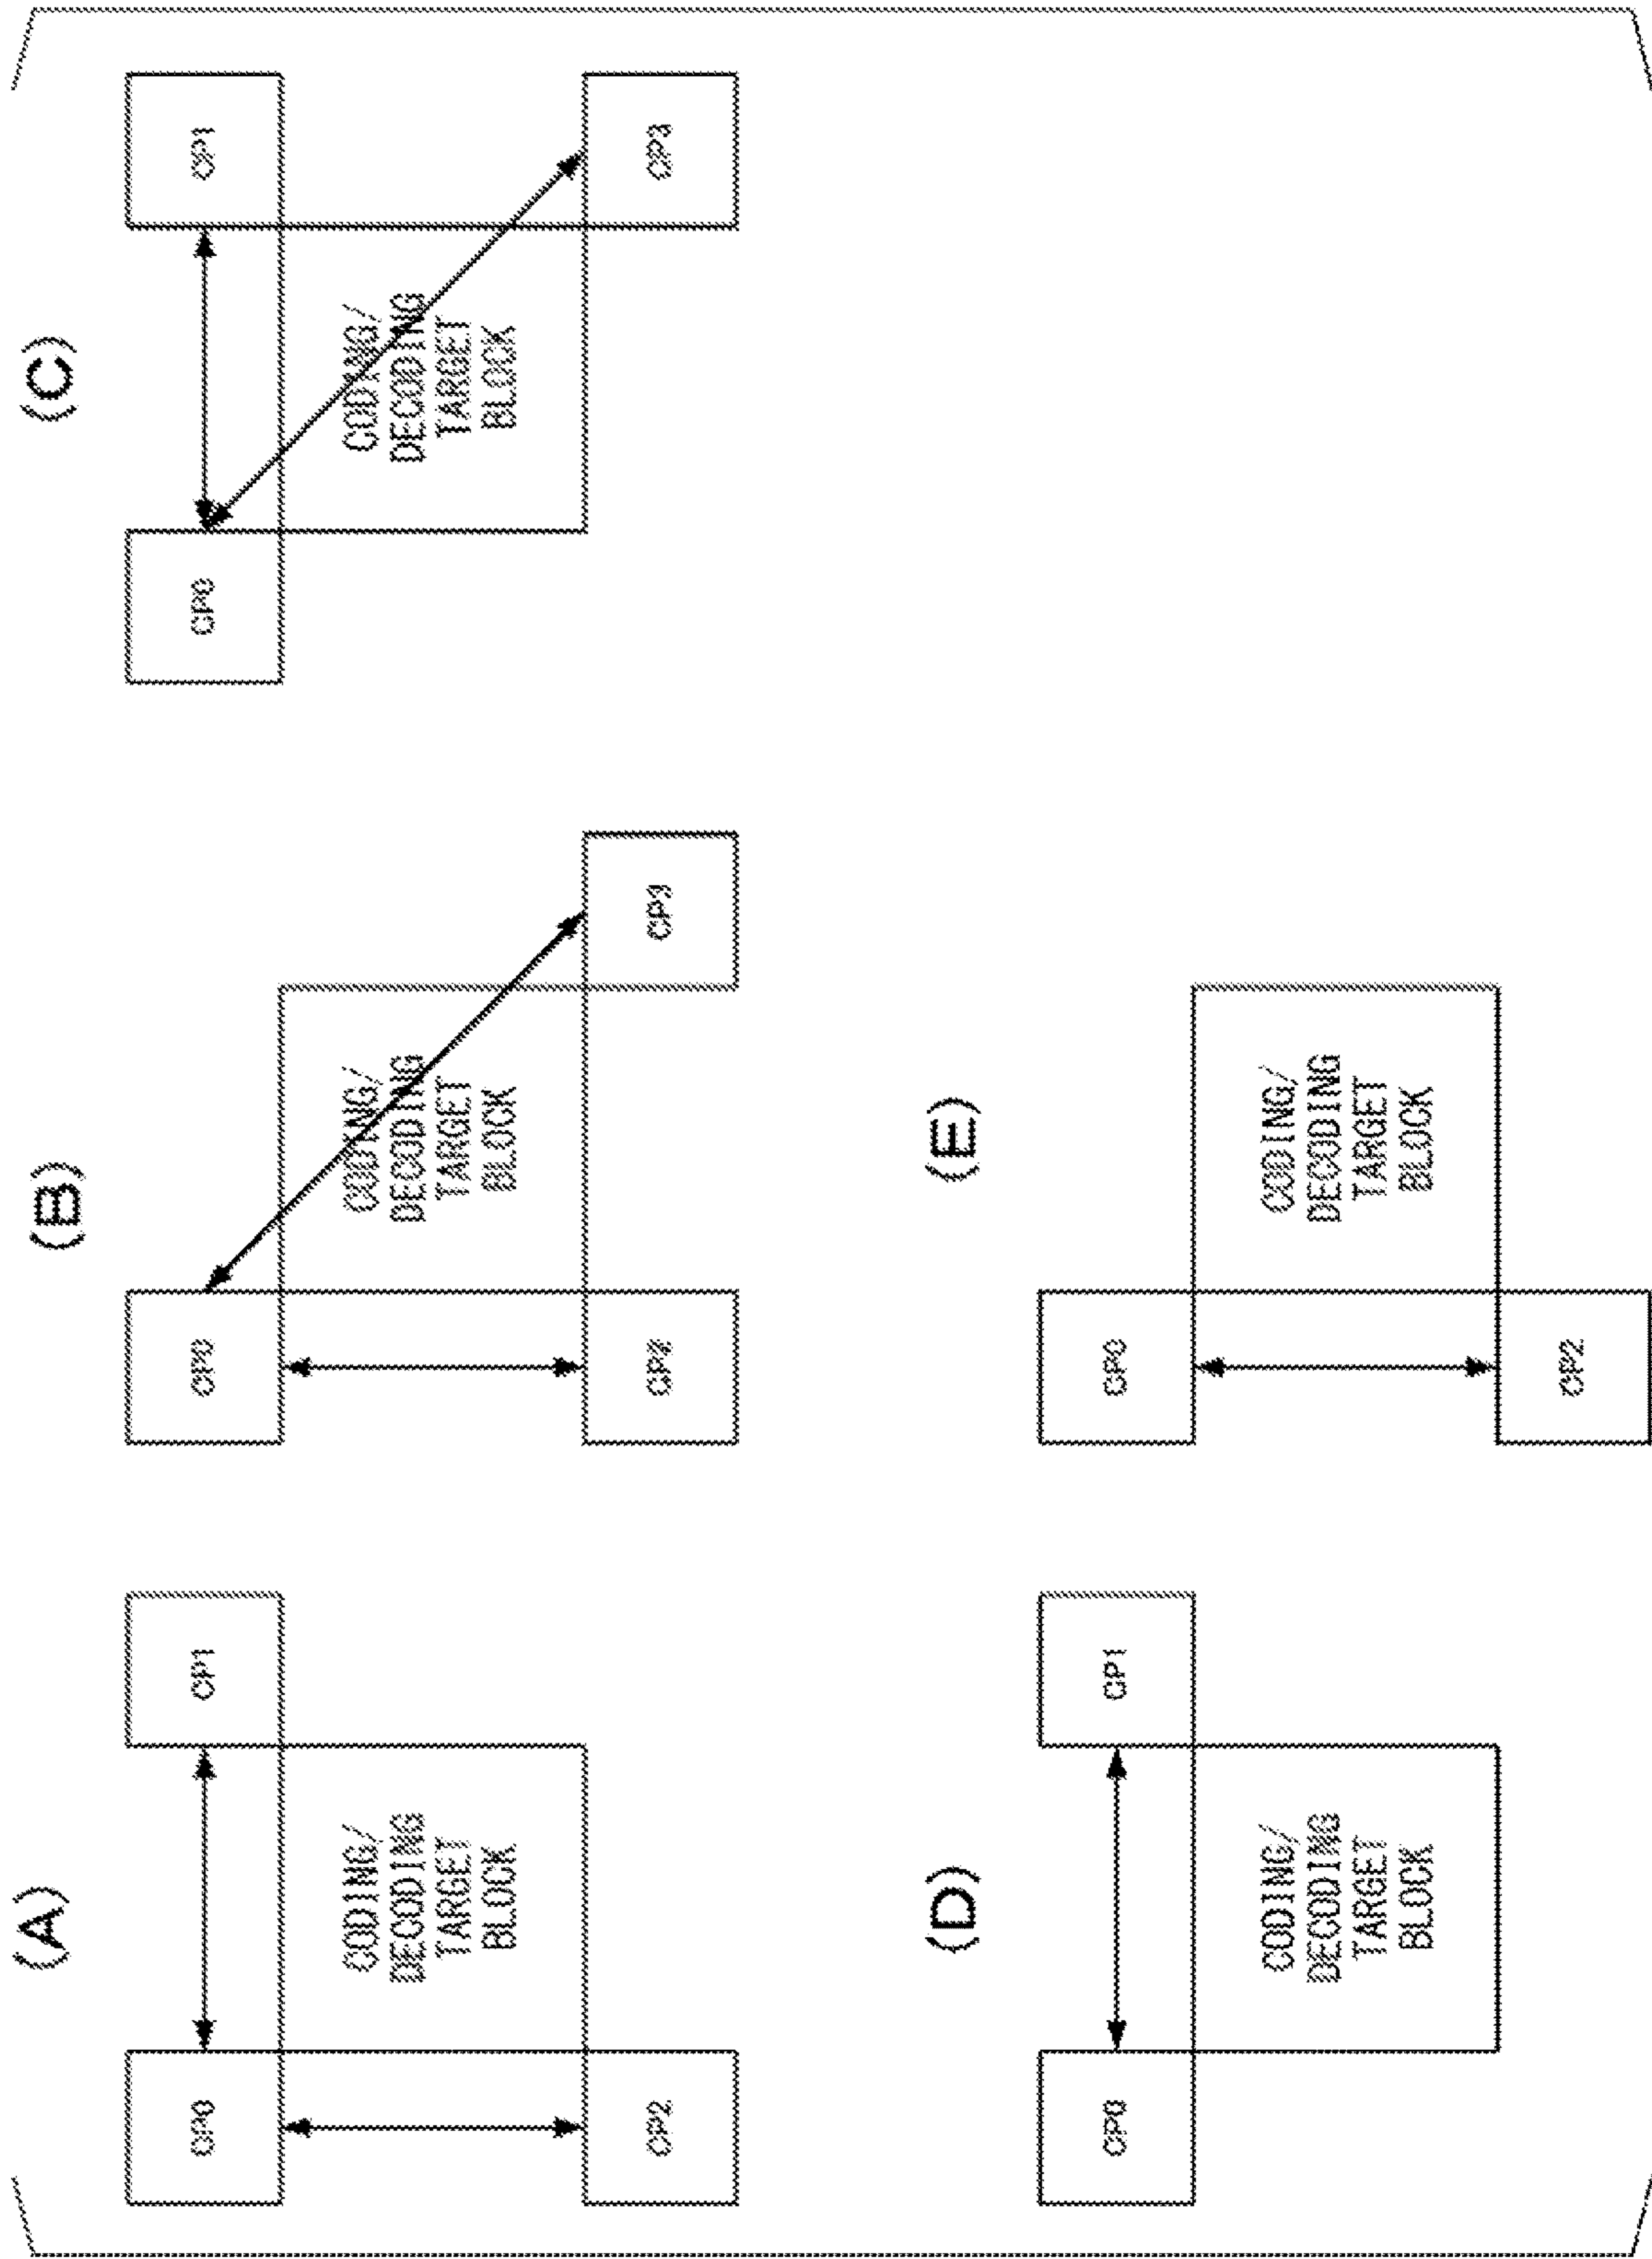 (A)
CP0
CP1
CODING/
DECODING
TARGET
BLOCK
CP2
(B)
CP0
CODING/
DECODING
TARGET
BLOCK
CP2
CP3
(C)
CP0
CP1
CODING/
DECODING
TARGET
BLOCK
CP3
(D)
CP0
CP1
CODING/
DECODING
TARGET
BLOCK
(E)
CP0
CODING/
DECODING
TARGET
BLOCK
CP2